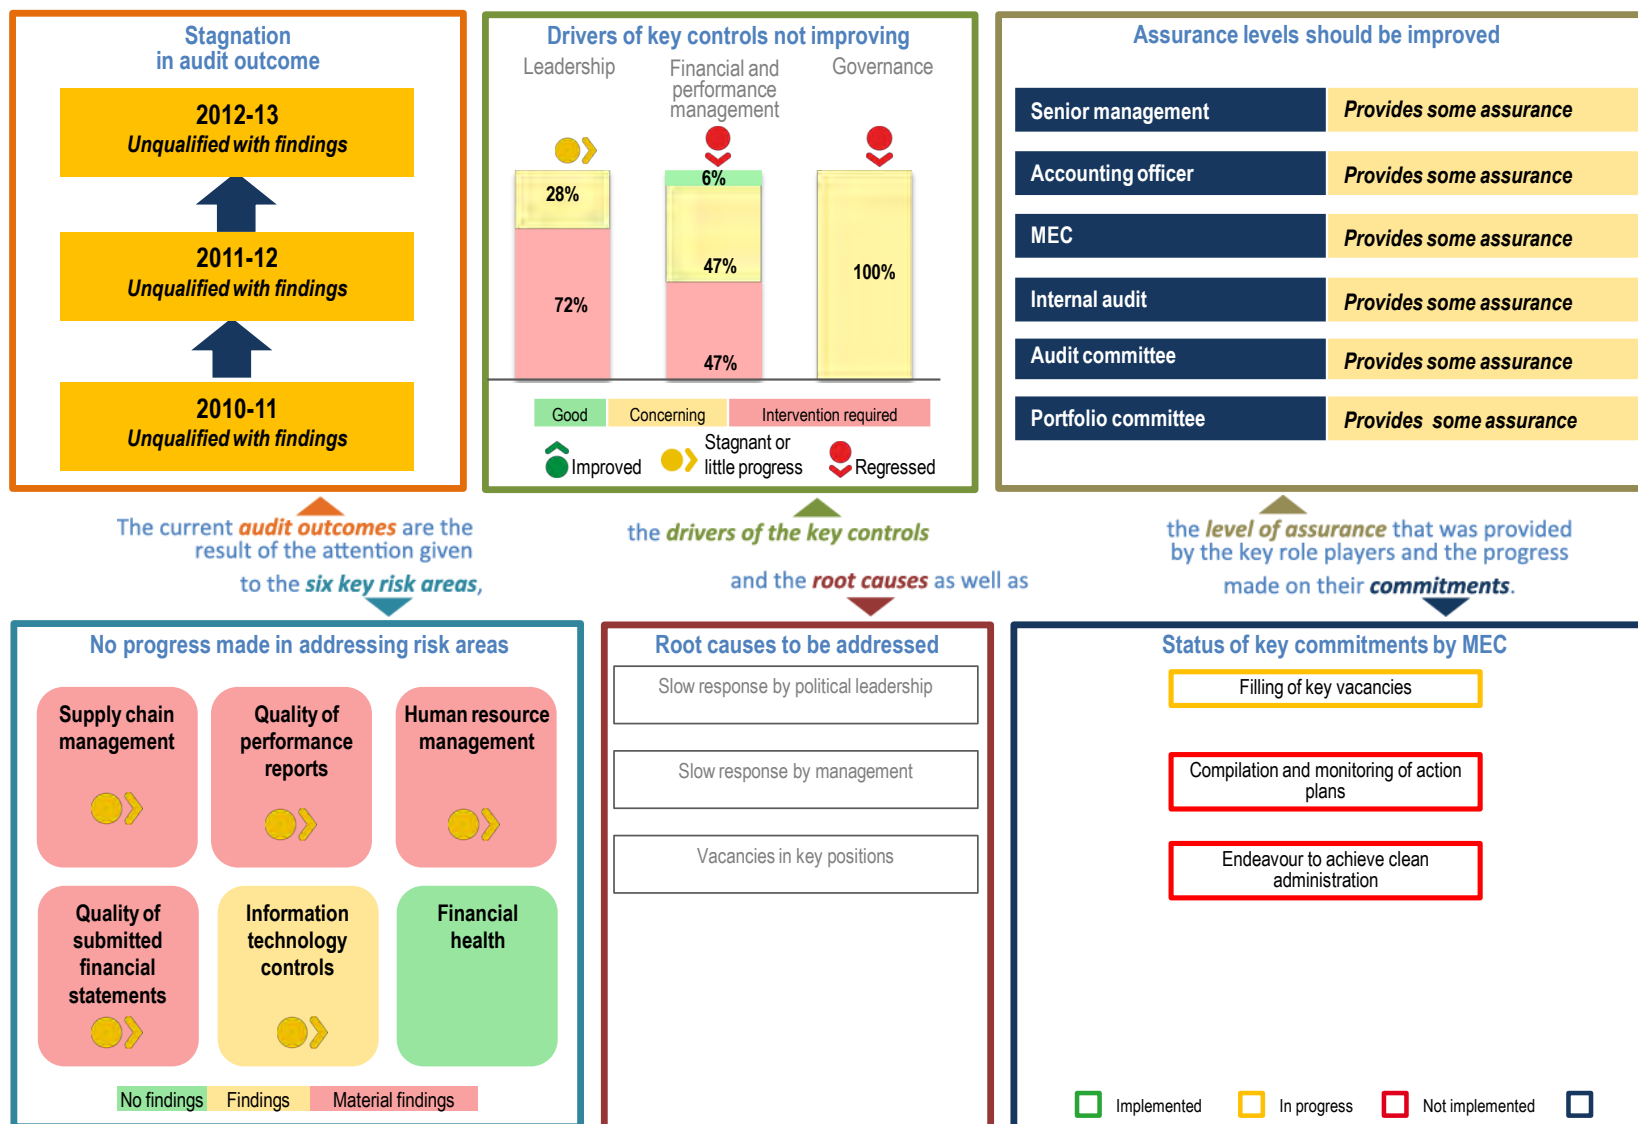 Stagnation
in audit outcome
2012-13
Unqualified with findings
2011-12
Unqualified with findings
2010-11
Unqualified with findings
Drivers of key controls not improving
Leadership
Financial and
performance
management
Governance
28%
72%
6%
47%
47%
100%
Good
Concerning
Intervention required
Improved
Stagnant or
little progress
Regressed
Assurance levels should be improved
Senior management
Provides some assurance
Accounting officer
Provides some assurance
MEC
Provides some assurance
Internal audit
Provides some assurance
Audit committee
Provides some assurance
Portfolio committee
Provides some assurance
The current audit outcomes are the
result of the attention given
to the six key risk areas,
the drivers of the key controls
and the root causes as well as
the level of assurance that was provided
by the key role players and the progress
made on their commitments.
No progress made in addressing risk areas
Supply chain
management
Quality of
performance
reports
Human resource
management
Quality of
submitted
financial
statements
Information
technology
controls
Financial
health
No findings
Findings
Material findings
Root causes to be addressed
Slow response by political leadership
Slow response by management
Vacancies in key positions
Status of key commitments by MEC
Filling of key vacancies
Compilation and monitoring of action
plans
Endeavour to achieve clean
administration
Implemented
In progress
Not implemented